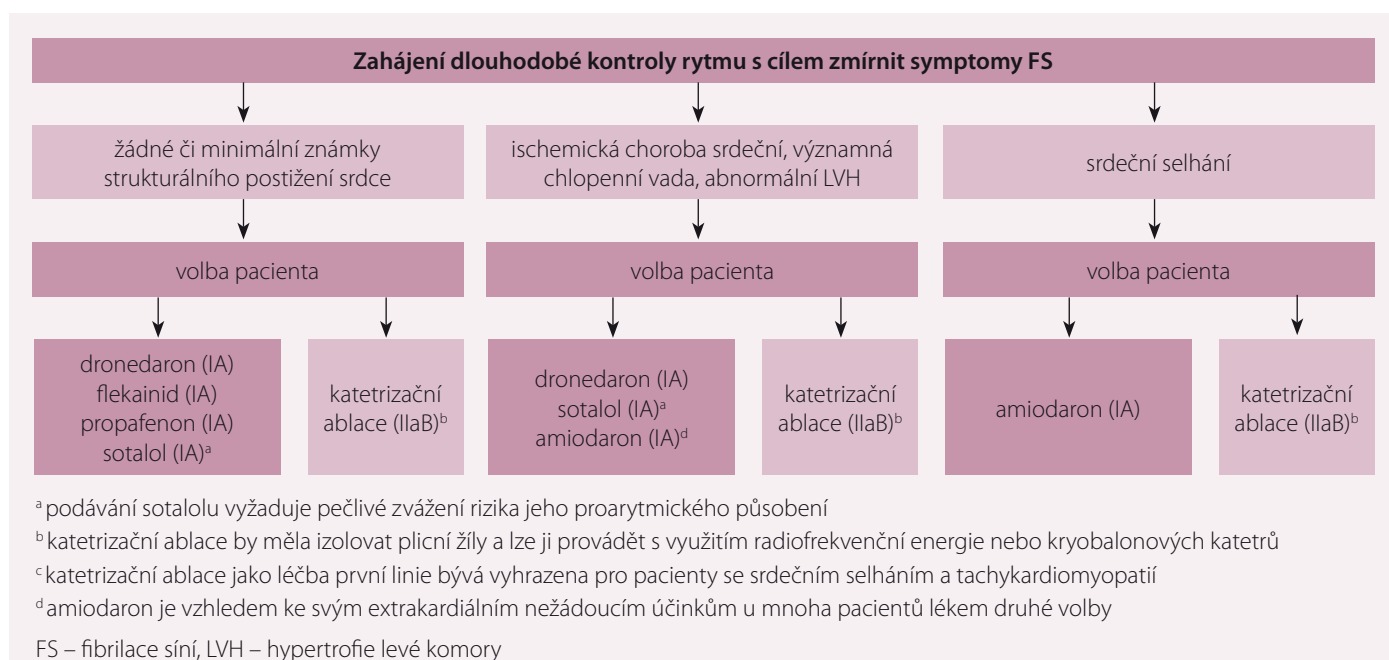 Zahájení dlouhodobé kontroly rytmu s cílem zmírnit symptomy FS
žádné či minimální známky
strukturálního postižení srdce
ischemická choroba srdeční, významná
chlopenní vada, abnormální LVH
srdeční selhání
volba pacienta
volba pacienta
volba pacienta
dronedaron (IA)
flekainid (IA)
propafenon (IA)
sotalol (IA)ᵃ
katetrizační
ablace (IIaB)ᵇ
dronedaron (IA)
sotalol (IA)ᵃ
amiodaron (IA)ᵈ
katetrizační
ablace (IIaB)ᵇ
amiodaron (IA)
katetrizační
ablace (IIaB)ᵇ
ᵃ podávání sotalolu vyžaduje pečlivé zvážení rizika jeho proarytmického působení
ᵇ katetrizační ablace by měla izolovat plicní žíly a lze ji provádět s využitím radiofrekvenční energie nebo kryobalonových katetrů
ᶜ katetrizační ablace jako léčba první linie bývá vyhrazena pro pacienty se srdečním selháním a tachykardiomyopatií
ᵈ amiodaron je vzhledem ke svým extrakardiálním nežádoucím účinkům u mnoha pacientů lékem druhé volby
FS – fibrilace síní, LVH – hypertrofie levé komory